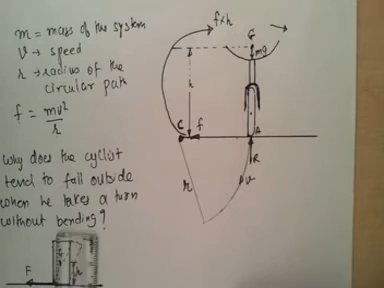 m = mass of the system
v → speed
r → radius of the
circular path
f = mv²
r
f×h
G
mg
h
C
f
A
R
r
v
Why does the cyclist
tend to fall outside
when he takes a turn
without bending?
F
h